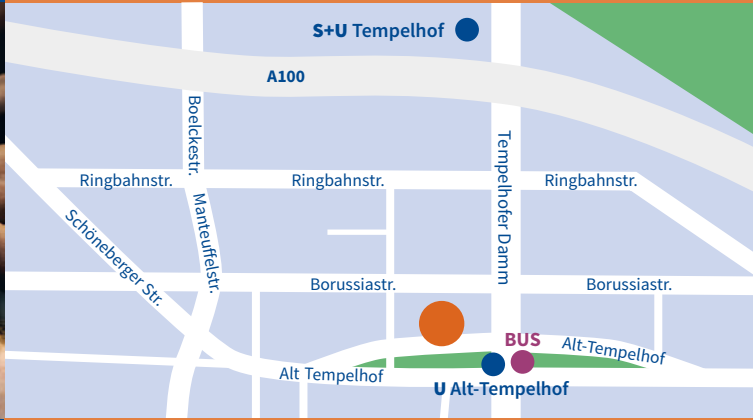 S+U Tempelhof
A100
Boelckestr.
Tempelhofer Damm
Ringbahnstr.
Ringbahnstr.
Ringbahnstr.
Manteuffelstr.
Schöneberger Str.
Borussiastr.
Borussiastr.
BUS
Alt-Tempelhof
Alt Tempelhof
U Alt-Tempelhof